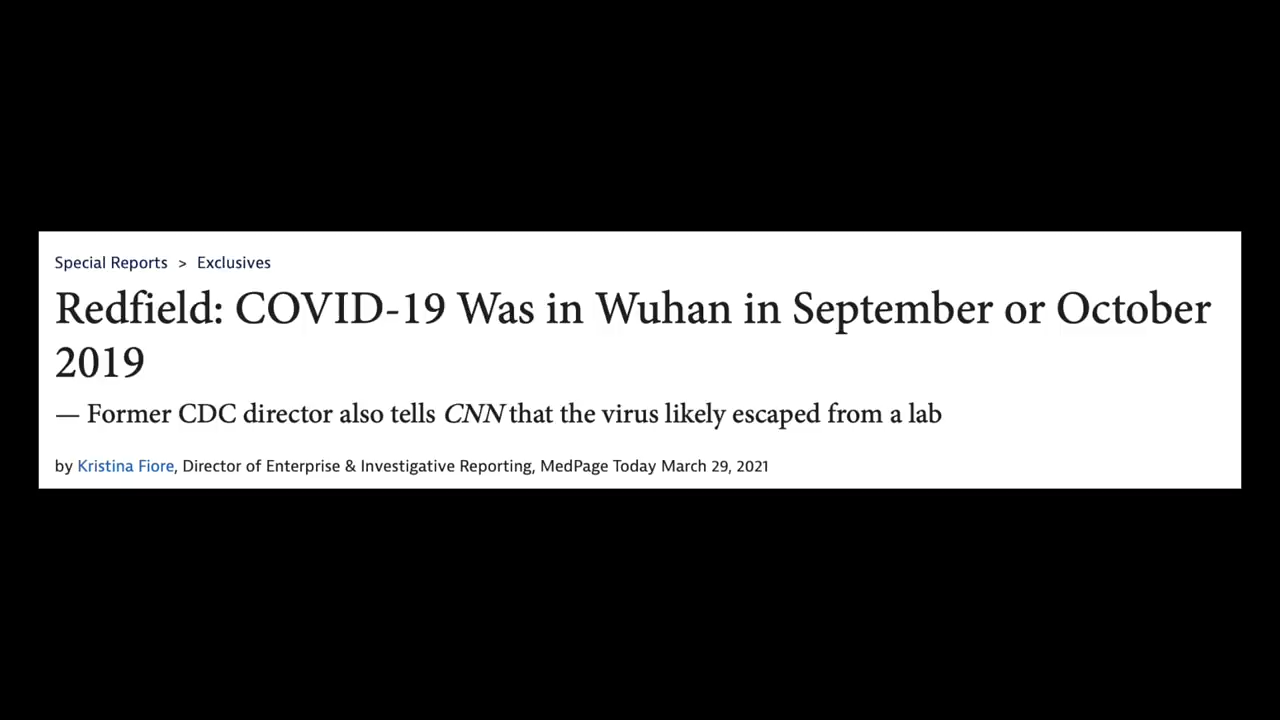 Special Reports > Exclusives
Redfield: COVID-19 Was in Wuhan in September or October
2019
— Former CDC director also tells CNN that the virus likely escaped from a lab
by Kristina Fiore, Director of Enterprise & Investigative Reporting, MedPage Today March 29, 2021